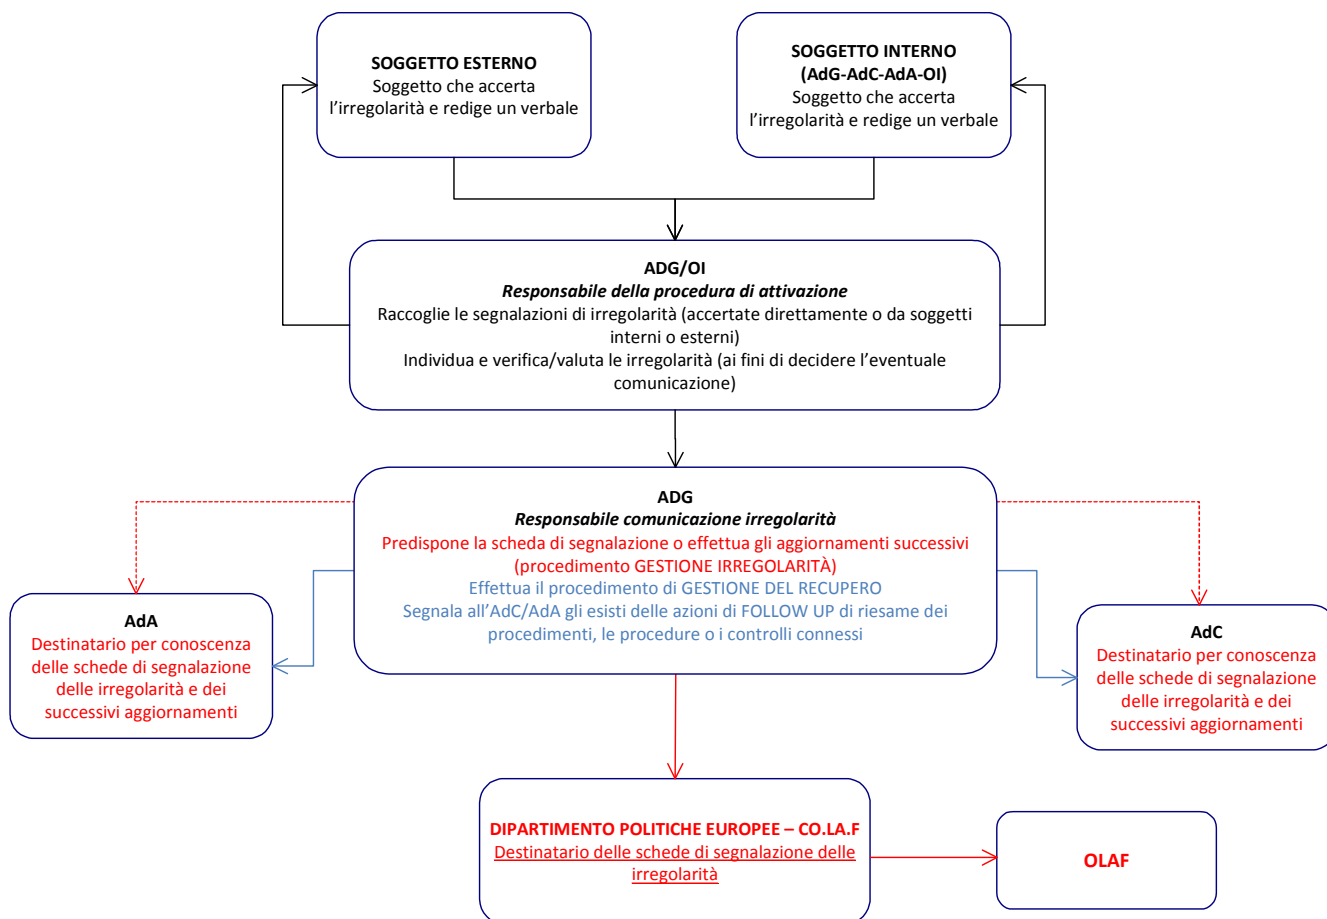 SOGGETTO ESTERNO
Soggetto che accerta
l’irregolarità e redige un verbale
SOGGETTO INTERNO
(AdG-AdC-AdA-OI)
Soggetto che accerta
l’irregolarità e redige un verbale
ADG/OI
Responsabile della procedura di attivazione
Raccoglie le segnalazioni di irregolarità (accertate direttamente o da soggetti
interni o esterni)
Individua e verifica/valuta le irregolarità (ai fini di decidere l’eventuale
comunicazione)
ADG
Responsabile comunicazione irregolarità
Predispone la scheda di segnalazione o effettua gli aggiornamenti successivi
(procedimento GESTIONE IRREGOLARITÀ)
Effettua il procedimento di GESTIONE DEL RECUPERO
Segnala all’AdC/AdA gli esisti delle azioni di FOLLOW UP di riesame dei
procedimenti, le procedure o i controlli connessi
AdA
Destinatario per conoscenza
delle schede di segnalazione
delle irregolarità e dei
successivi aggiornamenti
AdC
Destinatario per conoscenza
delle schede di segnalazione
delle irregolarità e dei
successivi aggiornamenti
DIPARTIMENTO POLITICHE EUROPEE – CO.LA.F
Destinatario delle schede di segnalazione delle
irregolarità
OLAF